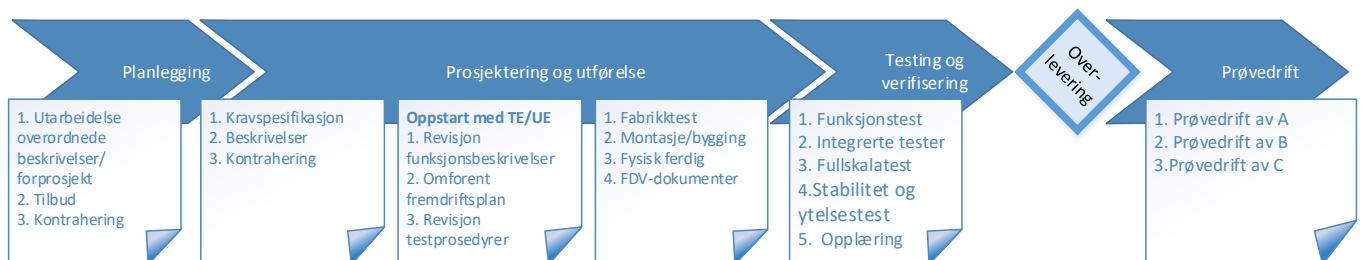 Planlegging
Prosjektering og utførelse
Testing og
verifisering
Over-
levering
Prøvedrift
1. Utarbeidelse
overordnede
beskrivelser/
forprosjekt
2. Tilbud
3. Kontrahering
1. Kravspesifikasjon
2. Beskrivelser
3. Kontrahering
Oppstart med TE/UE
1. Revisjon
funksjonsbeskrivelser
2. Omforent
fremdriftsplan
3. Revisjon
testprosedyrer
1. Fabrikktest
2. Montasje/bygging
3. Fysisk ferdig
4. FDV-dokumenter
1. Funksjonstest
2. Integrerte tester
3. Fullskalatest
4.Stabilitet og
ytelsestest
5. Opplæring
1. Prøvedrift av A
2. Prøvedrift av B
3.Prøvedrift av C